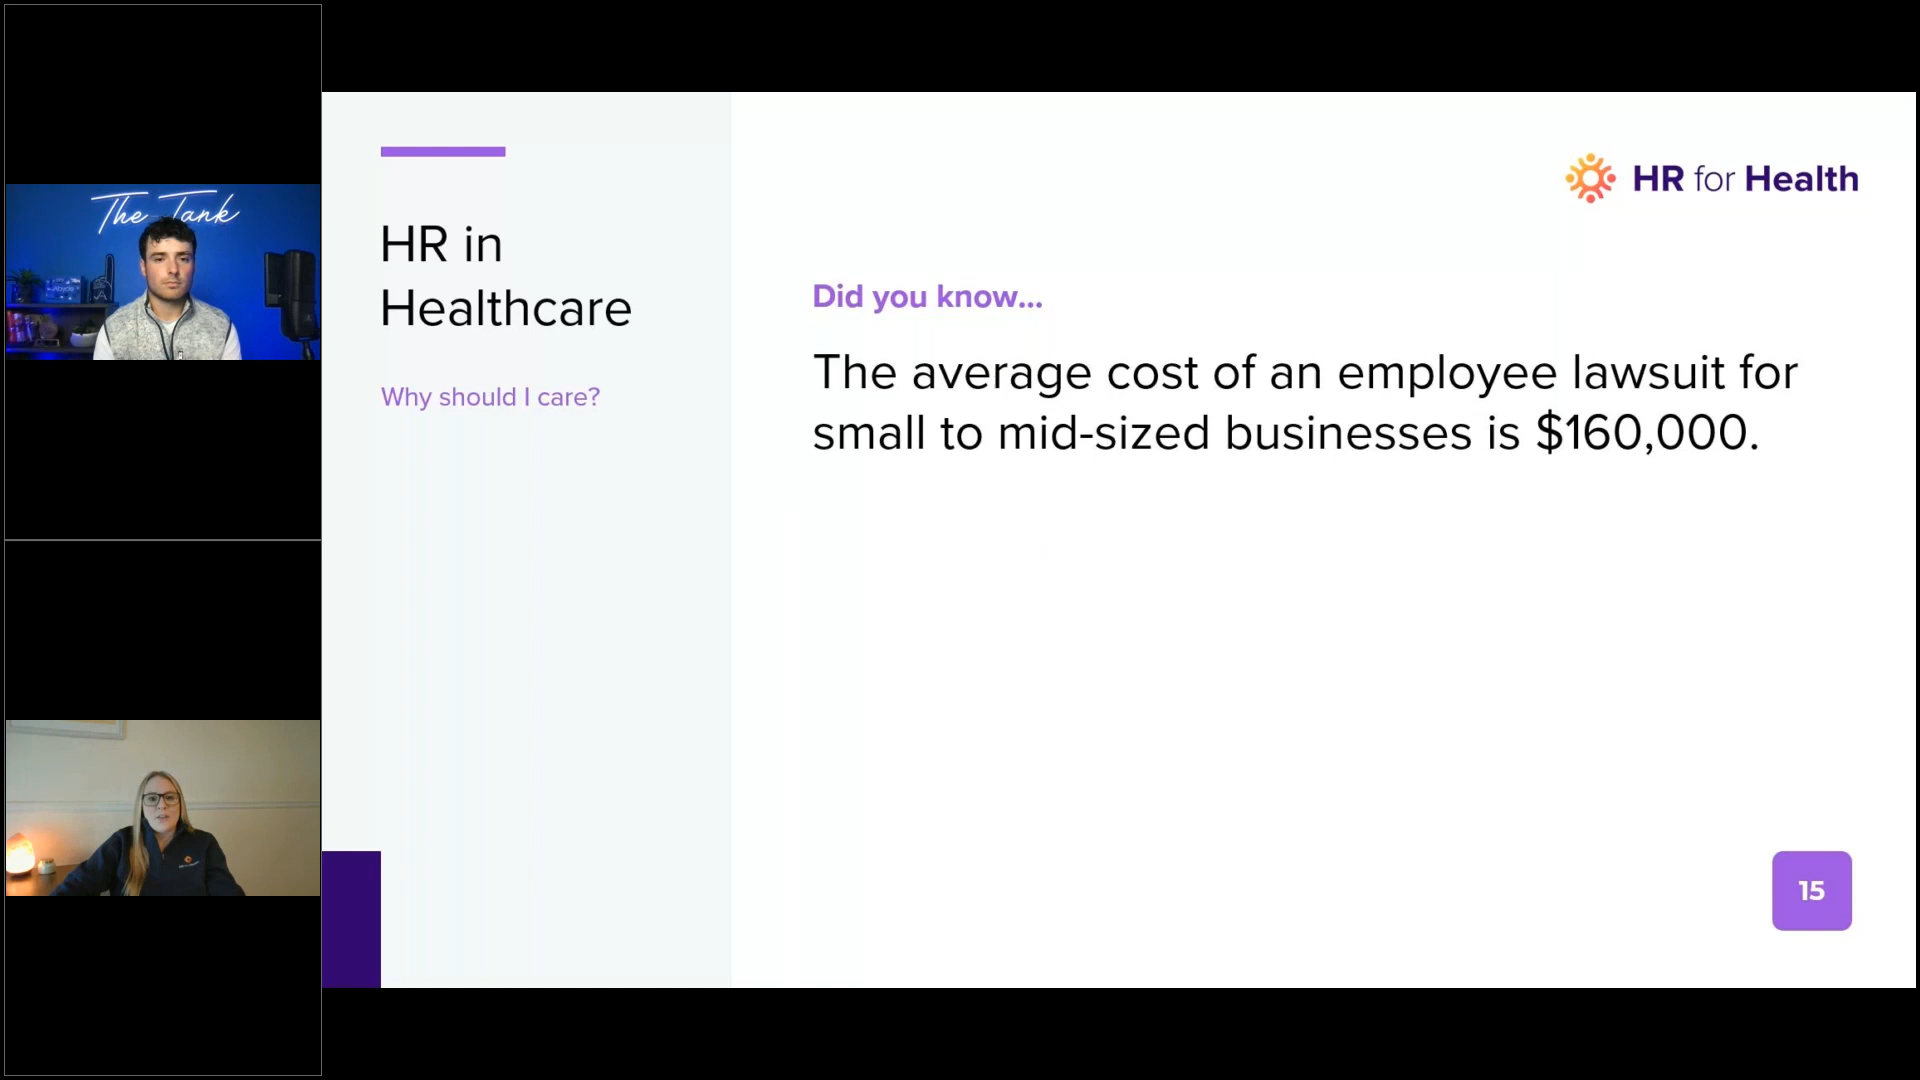 The Tank
HR in
Healthcare
Why should I care?
HR for Health
Did you know...
The average cost of an employee lawsuit for
small to mid-sized businesses is $160,000.
15